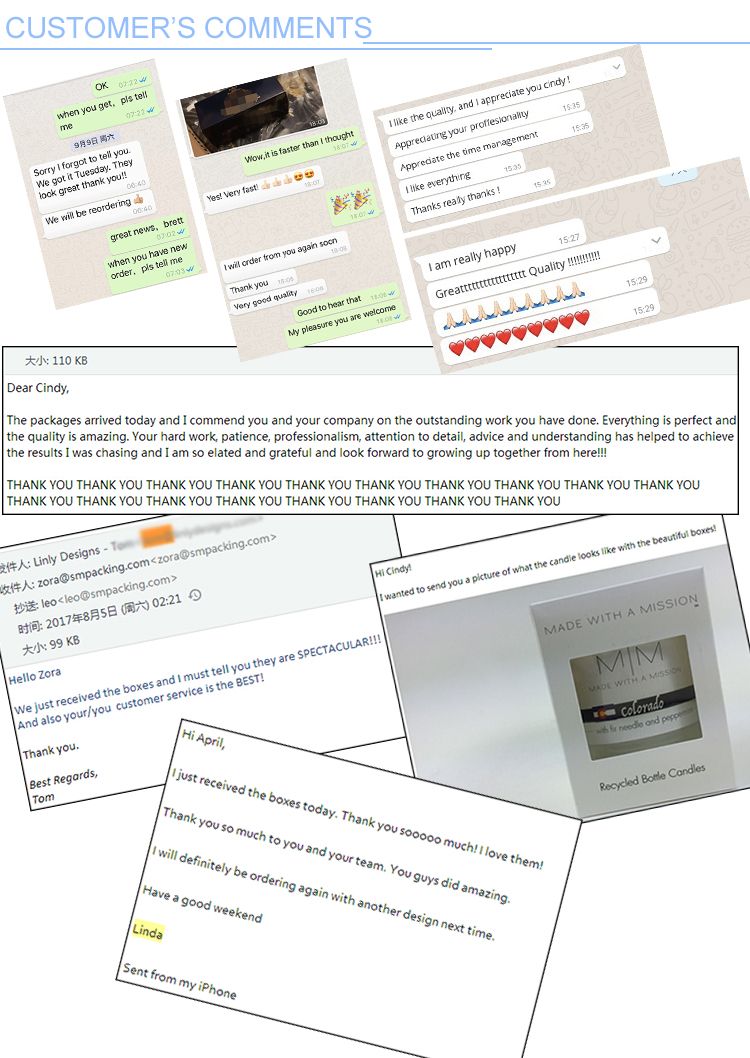 CUSTOMER'S COMMENTS
OK 07:22
when you get, pls tell
me 07:22
9月9日 周六
Sorry I forgot to tell you.
We got it Tuesday. They
look great thank you!! 06:40
We will be reordering 👍🏼 06:40
great news, brett 07:02
when you have new
order, pls tell me 07:03
18:03
Wow,it is faster than I thought 18:07
Yes! Very fast! 👍🏻👍🏻👍🏻😍😍 18:07
🎉🎉 18:07
I will order from you again soon 18:08
Thank you 18:08
Very good quality 18:08
Good to hear that 18:08
My pleasure you are welcome 18:08
I like the quality, and I appreciate you cindy !
Appreciating your proffesionality 15:35
Appreciate the time management 15:35
I like everything 15:35
Thanks really thanks ! 15:35
I am really happy 15:27
Greatttttttttttttttttt Quality !!!!!!!!!!!
🙏🏻🙏🏻🙏🏻🙏🏻🙏🏻🙏🏻🙏🏻🙏🏻🙏🏻 15:29
❤️❤️❤️❤️❤️❤️❤️❤️❤️ 15:29
大小: 110 KB
Dear Cindy,
The packages arrived today and I commend you and your company on the outstanding work you have done. Everything is perfect and
the quality is amazing. Your hard work, patience, professionalism, attention to detail, advice and understanding has helped to achieve
the results I was chasing and I am so elated and grateful and look forward to growing up together from here!!!
THANK YOU THANK YOU THANK YOU THANK YOU THANK YOU THANK YOU THANK YOU THANK YOU THANK YOU THANK YOU
THANK YOU THANK YOU THANK YOU THANK YOU THANK YOU THANK YOU THANK YOU THANK YOU
发件人: Linly Designs -
收件人: zora@smpacking.com<zora@smpacking.com>
抄送: leo<leo@smpacking.com>
时间: 2017年8月5日 (周六) 02:21
大小: 99 KB
Hello Zora
We just received the boxes and I must tell you they are SPECTACULAR!!!
And also your/you customer service is the BEST!
Thank you.
Best Regards,
Tom
Hi Cindy!
I wanted to send you a picture of what the candle looks like with the beautiful boxes!
MADE WITH A MISSION
M|M
MADE WITH A MISSION
Colorado
with fir needle and peppermint
Recycled Bottle Candles
Hi April,
I just received the boxes today. Thank you sooooo much! I love them!
Thank you so much to you and your team. You guys did amazing.
I will definitely be ordering again with another design next time.
Have a good weekend
Linda
Sent from my iPhone